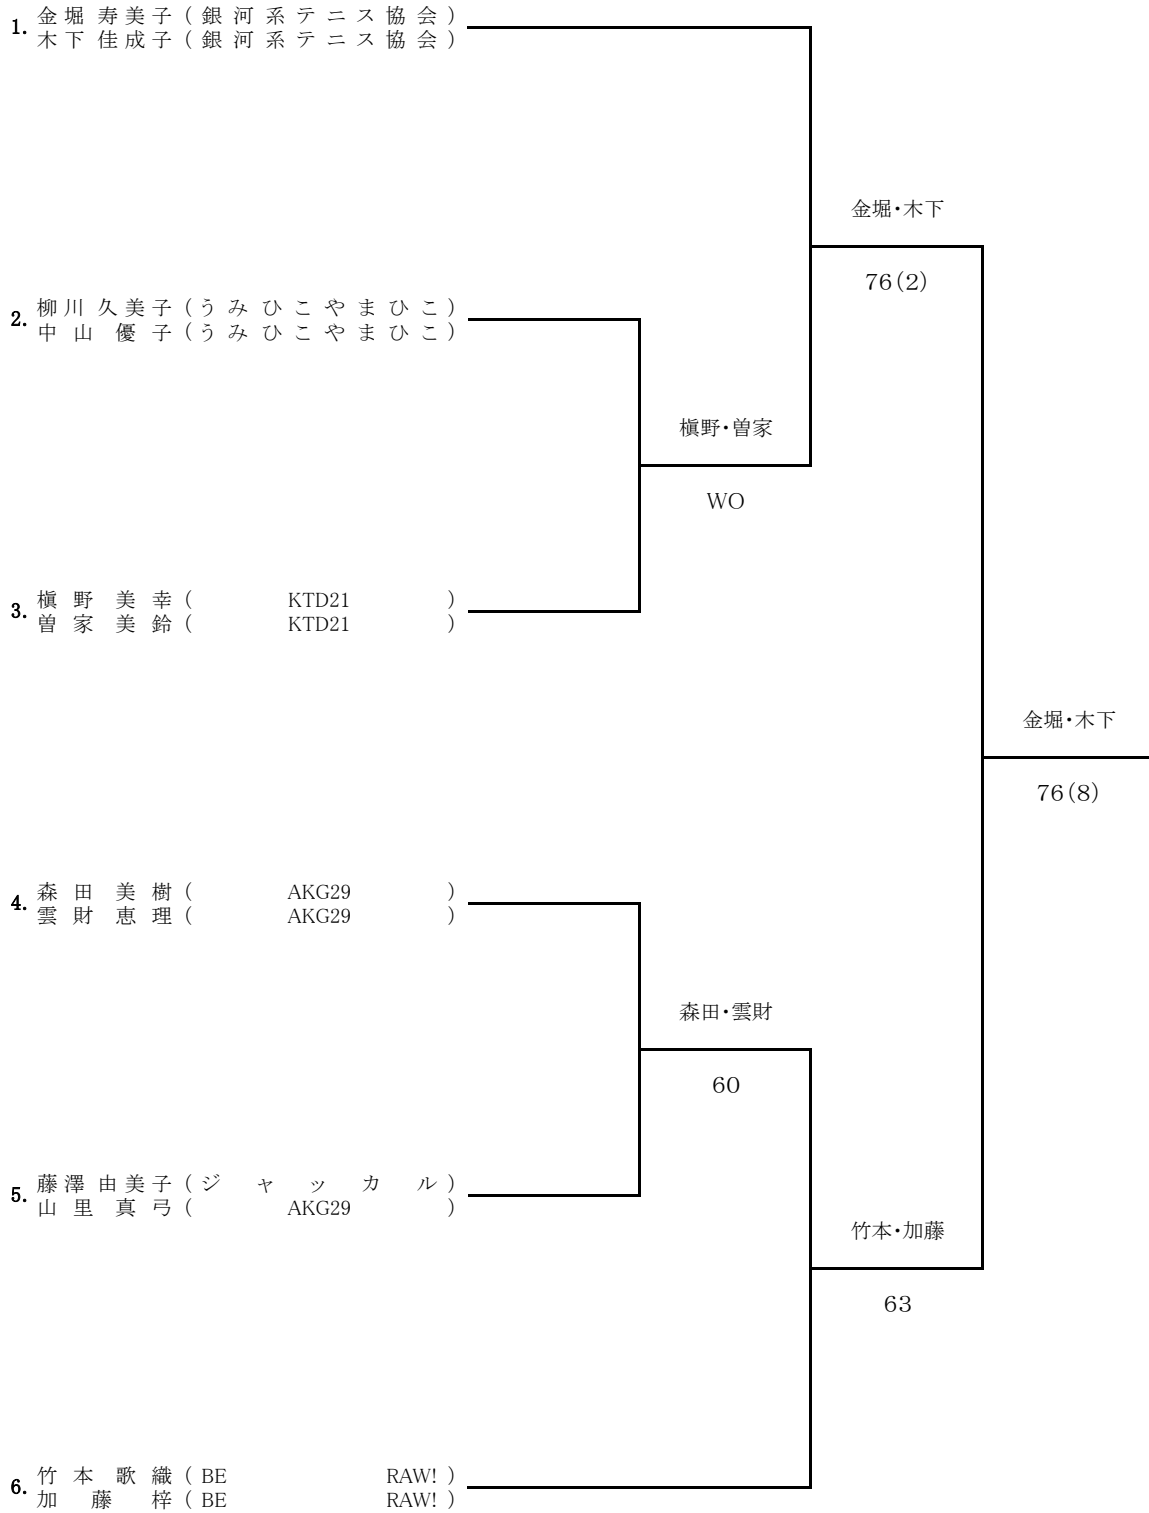 1. 金堀 寿美子(銀河系テニス協会)
木下 佳成子(銀河系テニス協会)
金堀・木下
76(2)
2. 柳川 久美子(うみひこやまひこ)
中山 優子(うみひこやまひこ)
槇野・曽家
WO
3. 槇野 美幸(KTD21)
曽家 美鈴(KTD21)
金堀・木下
76(8)
4. 森田 美樹(AKG29)
雲財 恵理(AKG29)
森田・雲財
60
5. 藤澤 由美子(ジャッカル)
山里 真弓(AKG29)
竹本・加藤
63
6. 竹本 歌織(BE RAW!)
加藤 梓(BE RAW!)